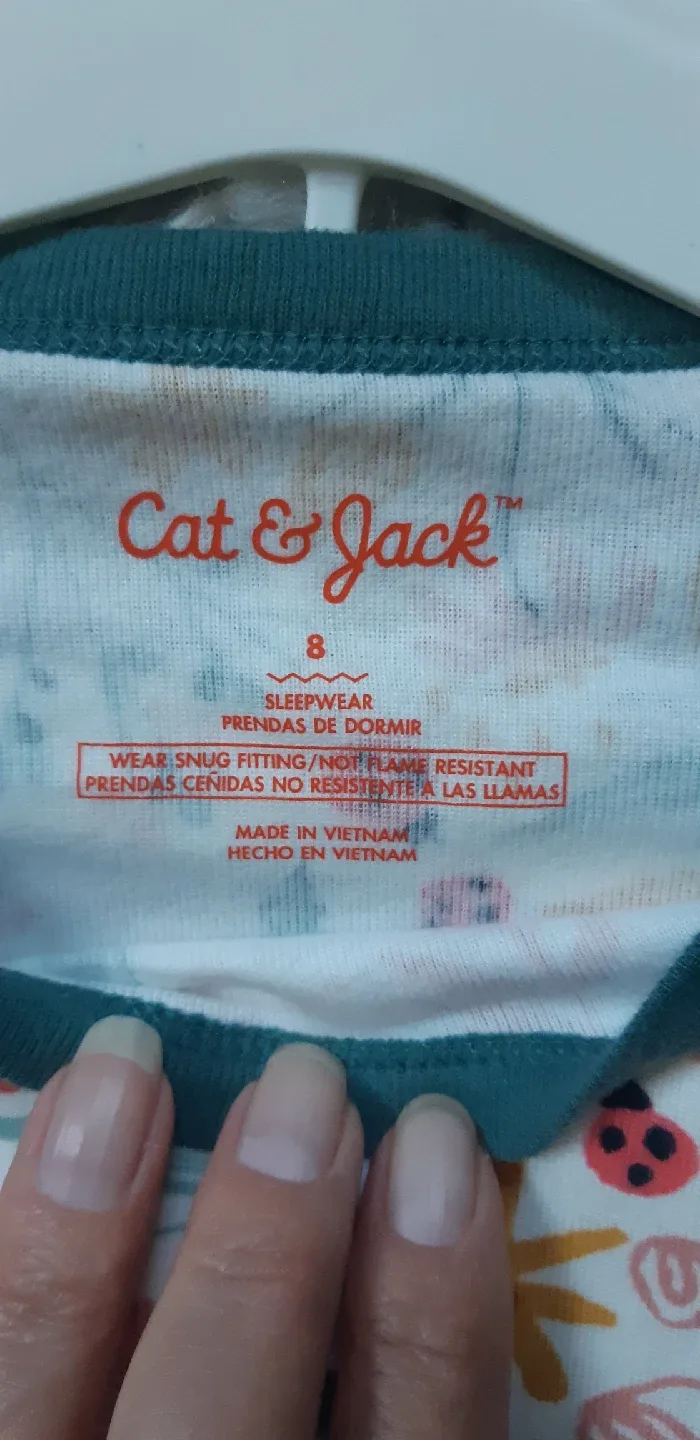 Cat & Jack™
8
SLEEPWEAR
PRENDAS DE DORMIR
WEAR SNUG FITTING/NOT FLAME RESISTANT
PRENDAS CEÑIDAS NO RESISTENTE A LAS LLAMAS
MADE IN VIETNAM
HECHO EN VIETNAM